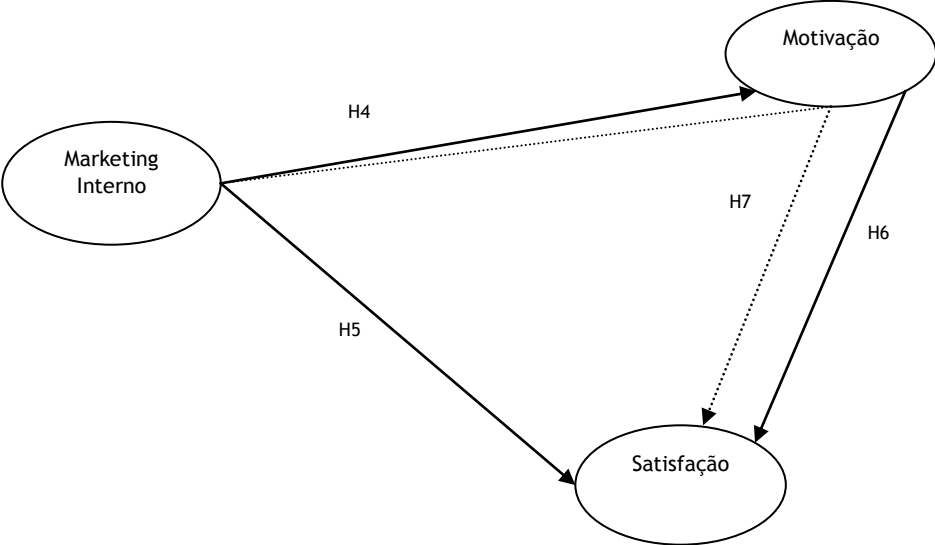 Motivação
H4
Marketing
Interno
H7
H6
H5
Satisfação